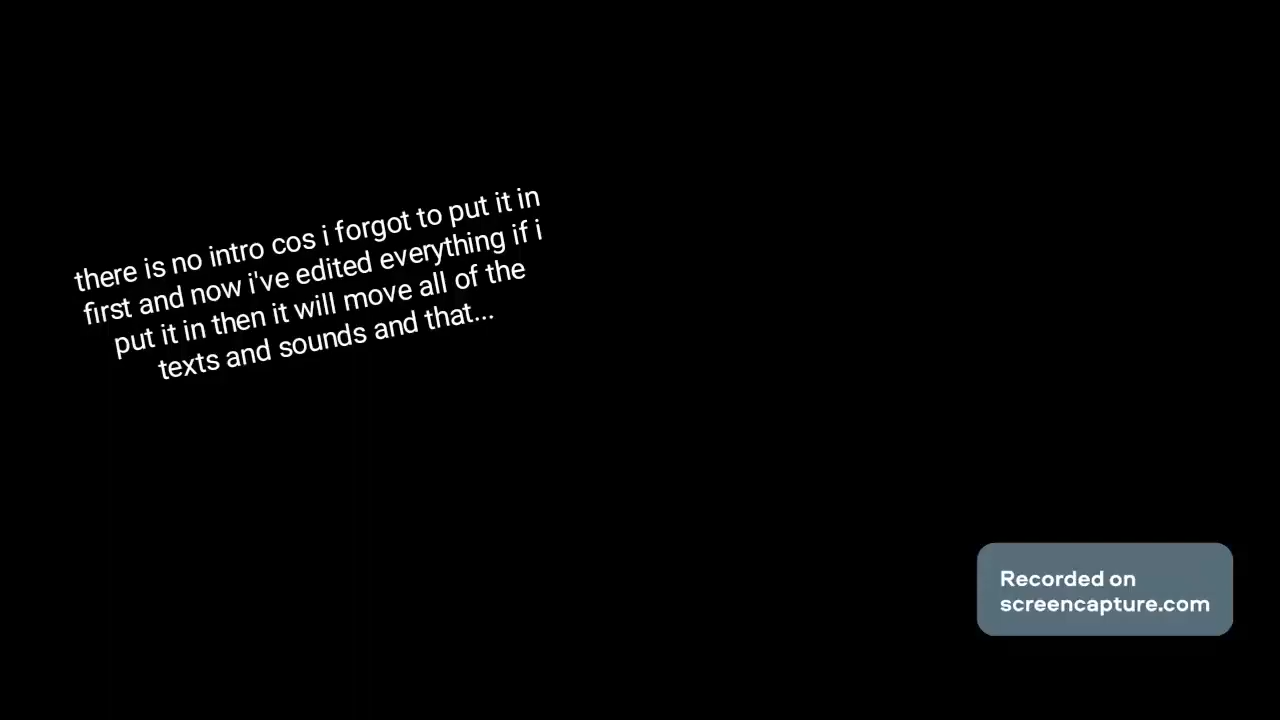 there is no intro cos i forgot to put it in
first and now i've edited everything if i
put it in then it will move all of the
texts and sounds and that...
Recorded on
screencapture.com